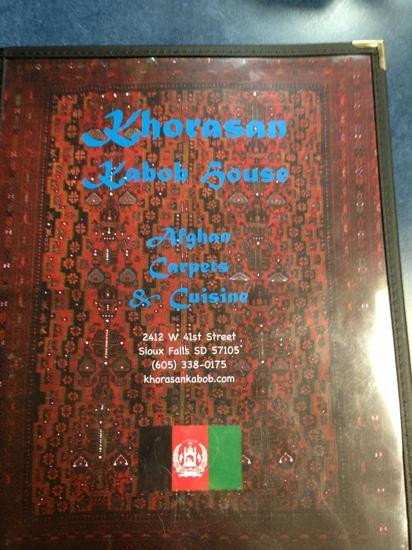 Khorasan
Kabob House
Afghan
Carpets
& Cuisine
2412 W 41st Street
Sioux Falls SD 57105
(605) 338-0175
khorasankabob.com